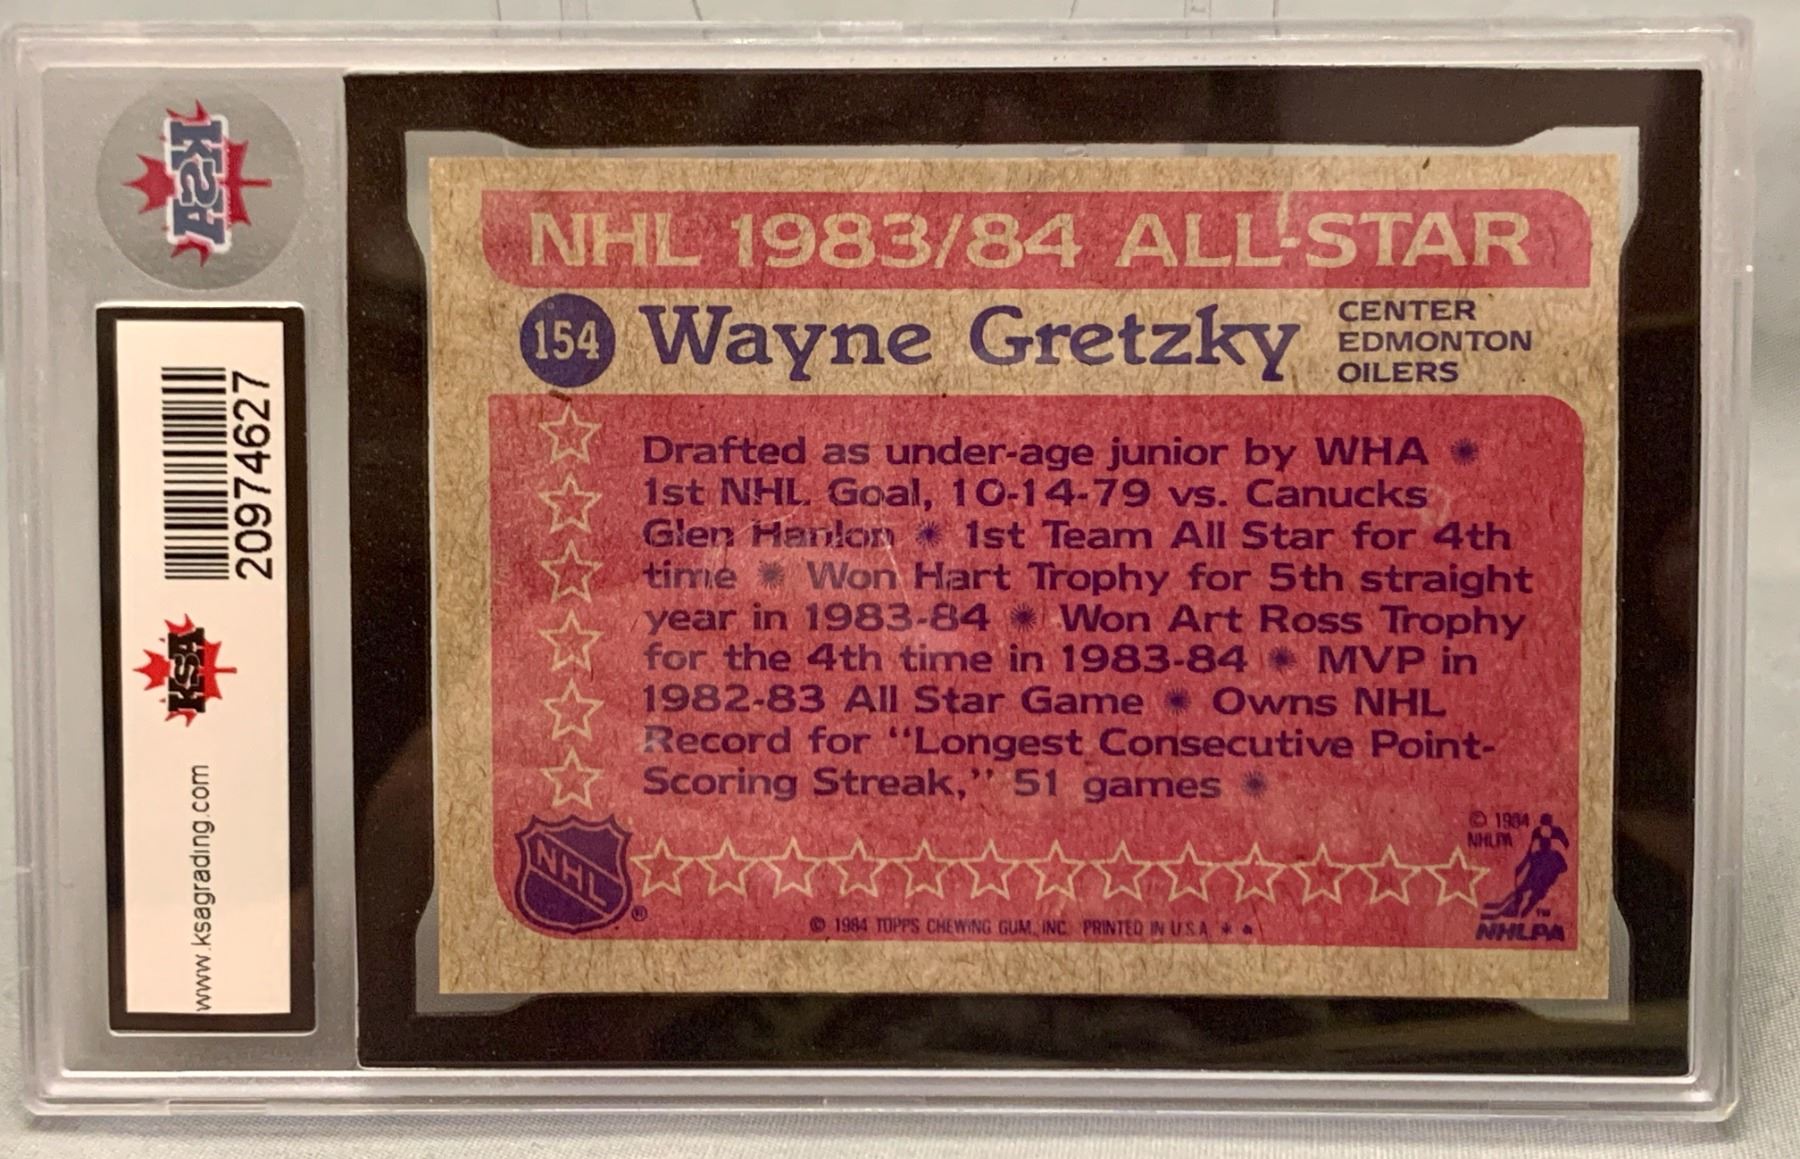 KSA
20974627
KSA
www.ksagrading.com
NHL 1983/84 ALL-STAR
154 Wayne Gretzky
CENTER
EDMONTON
OILERS
Drafted as under-age junior by WHA
1st NHL Goal, 10-14-79 vs. Canucks
Glen Hanlon * 1st Team All Star for 4th
time * Won Hart Trophy for 5th straight
year in 1983-84 * Won Art Ross Trophy
for the 4th time in 1983-84 * MVP in
1982-83 All Star Game * Owns NHL
Record for “Longest Consecutive Point-
Scoring Streak,” 51 games *
© 1984
NHLPA
NHL ®
© 1984 TOPPS CHEWING GUM, INC. PRINTED IN U.S.A. * *
TM
NHLPA